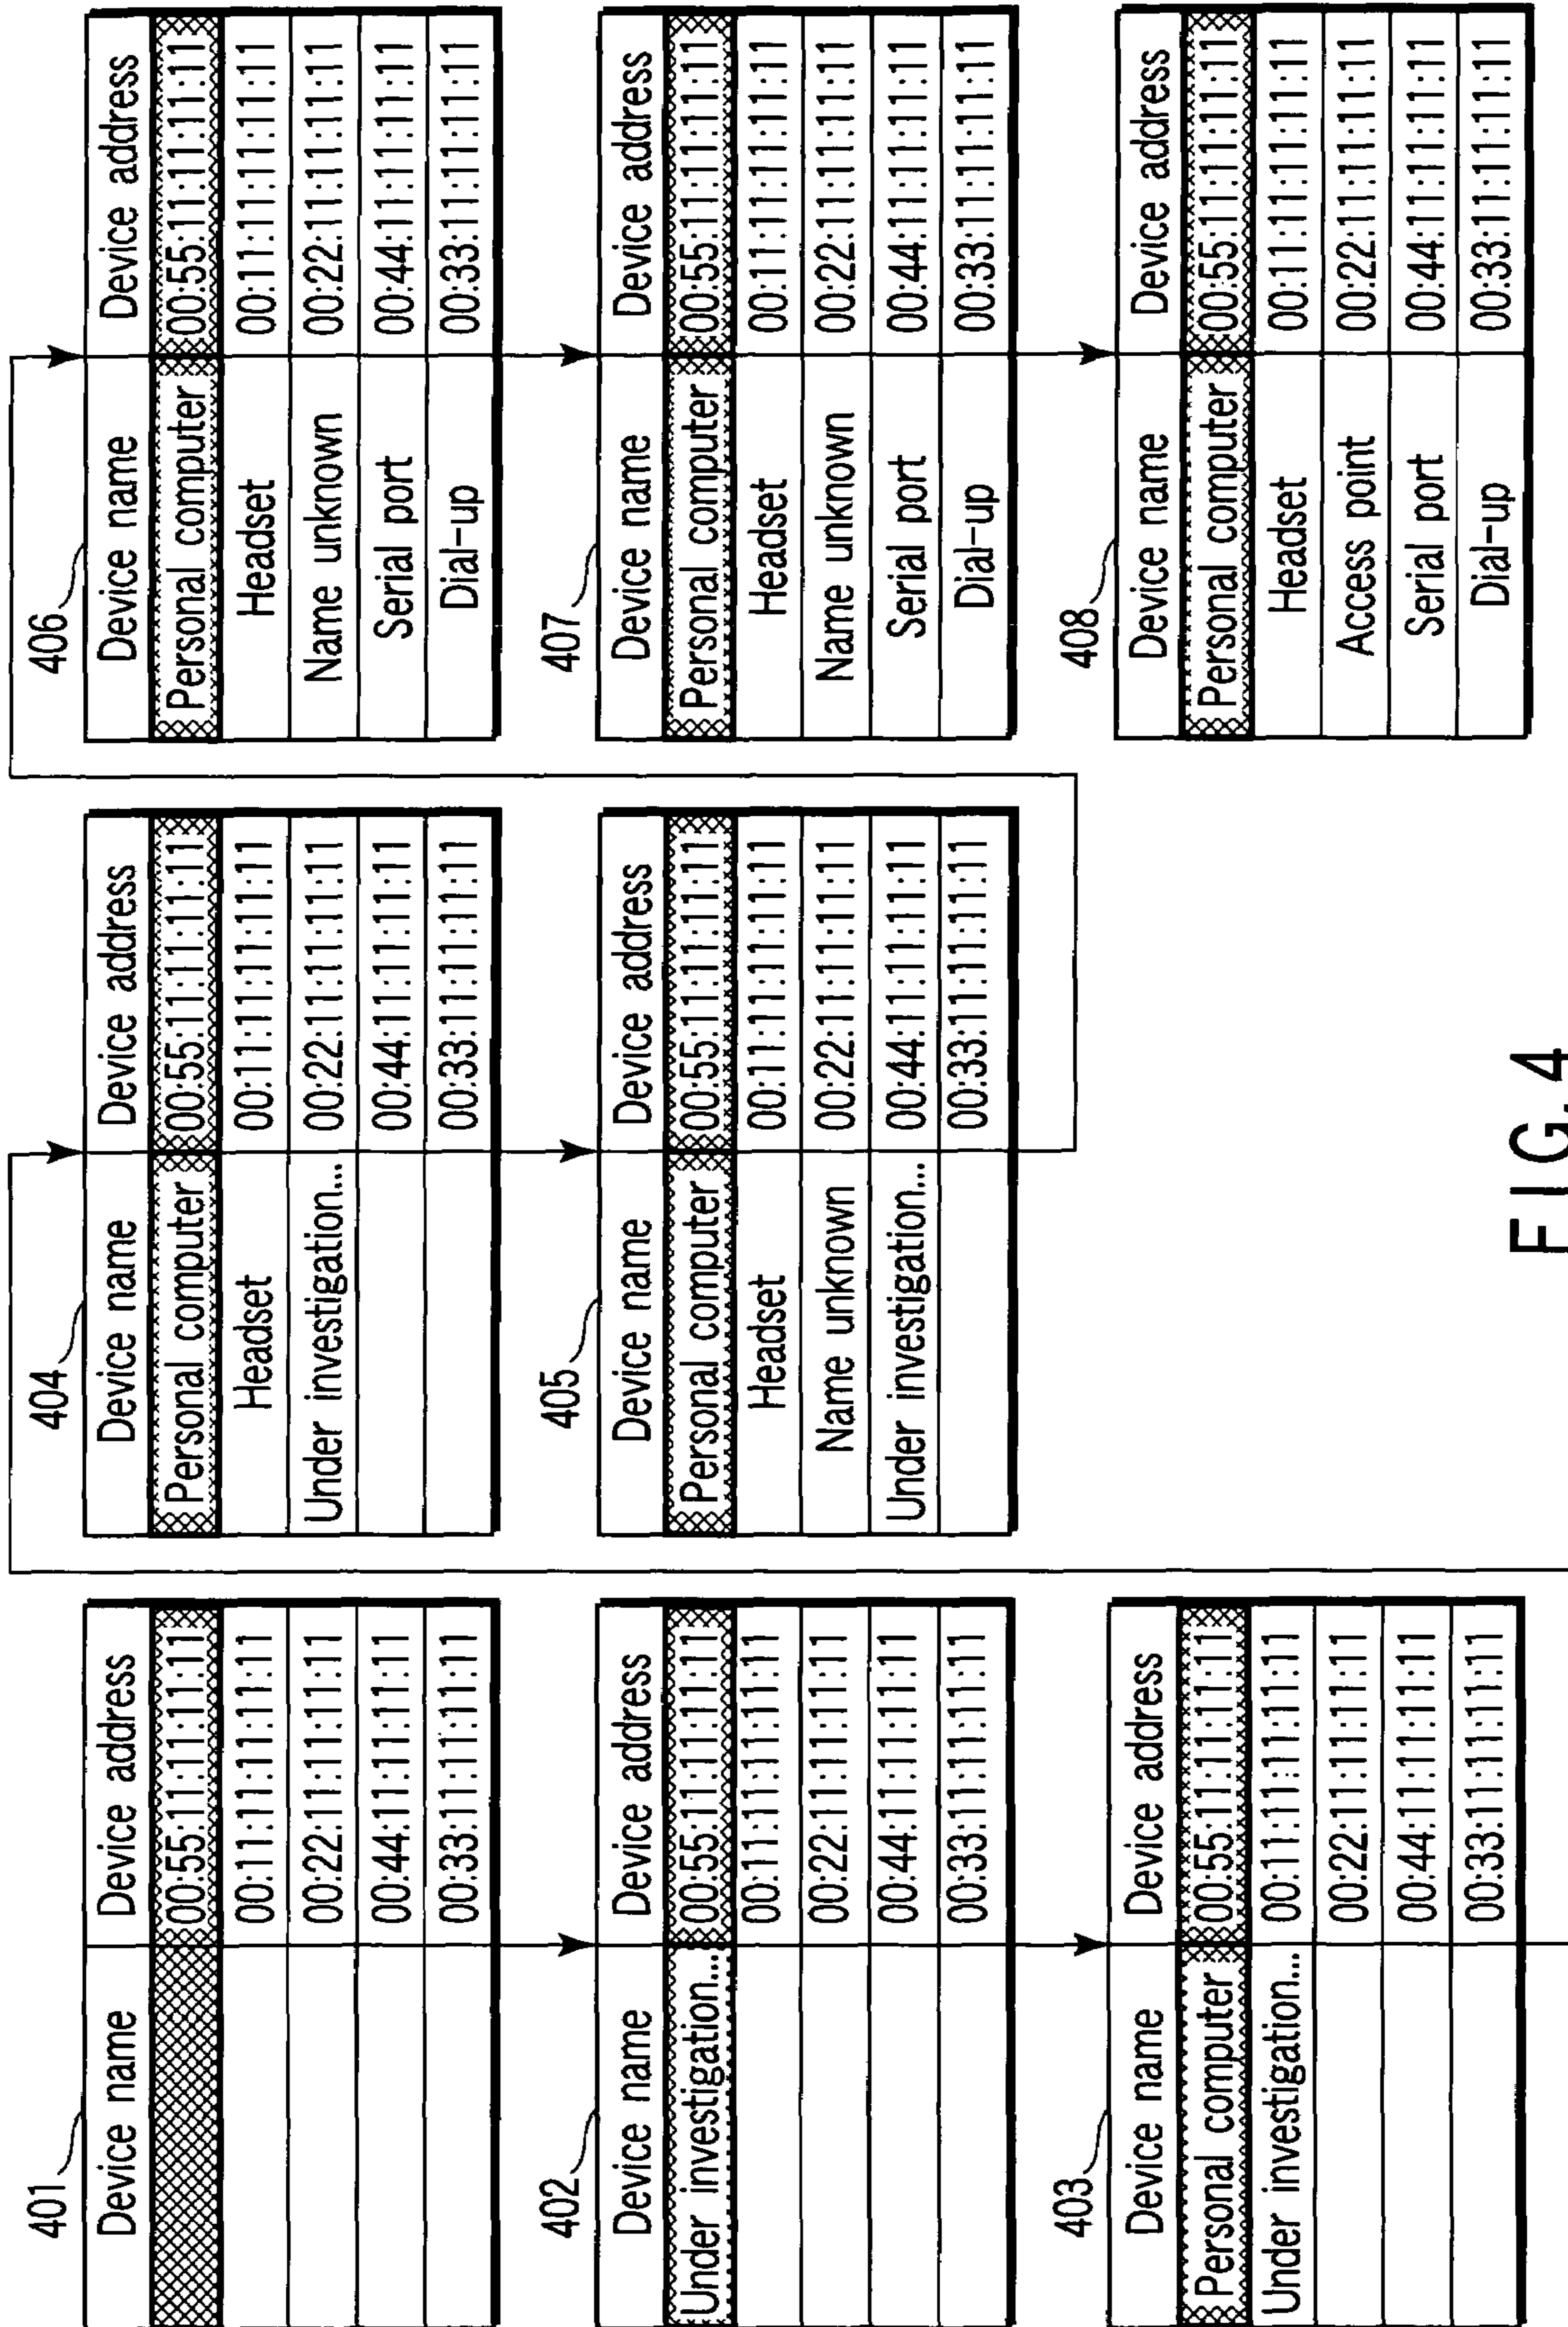 401
Device name Device address
00:55:11:11:11:11
00:11:11:11:11:11
00:22:11:11:11:11
00:44:11:11:11:11
00:33:11:11:11:11
402
Device name Device address
Under investigation... 00:55:11:11:11:11
00:11:11:11:11:11
00:22:11:11:11:11
00:44:11:11:11:11
00:33:11:11:11:11
403
Device name Device address
Personal computer 00:55:11:11:11:11
Under investigation... 00:11:11:11:11:11
00:22:11:11:11:11
00:44:11:11:11:11
00:33:11:11:11:11
404
Device name Device address
Personal computer 00:55:11:11:11:11
Headset 00:11:11:11:11:11
Under investigation... 00:22:11:11:11:11
00:44:11:11:11:11
00:33:11:11:11:11
405
Device name Device address
Personal computer 00:55:11:11:11:11
Headset 00:11:11:11:11:11
Name unknown 00:22:11:11:11:11
Under investigation... 00:44:11:11:11:11
00:33:11:11:11:11
406
Device name Device address
Personal computer 00:55:11:11:11:11
Headset 00:11:11:11:11:11
Name unknown 00:22:11:11:11:11
Serial port 00:44:11:11:11:11
Dial-up 00:33:11:11:11:11
407
Device name Device address
Personal computer 00:55:11:11:11:11
Headset 00:11:11:11:11:11
Name unknown 00:22:11:11:11:11
Serial port 00:44:11:11:11:11
Dial-up 00:33:11:11:11:11
408
Device name Device address
Personal computer 00:55:11:11:11:11
Headset 00:11:11:11:11:11
Access point 00:22:11:11:11:11
Serial port 00:44:11:11:11:11
Dial-up 00:33:11:11:11:11
FIG. 4